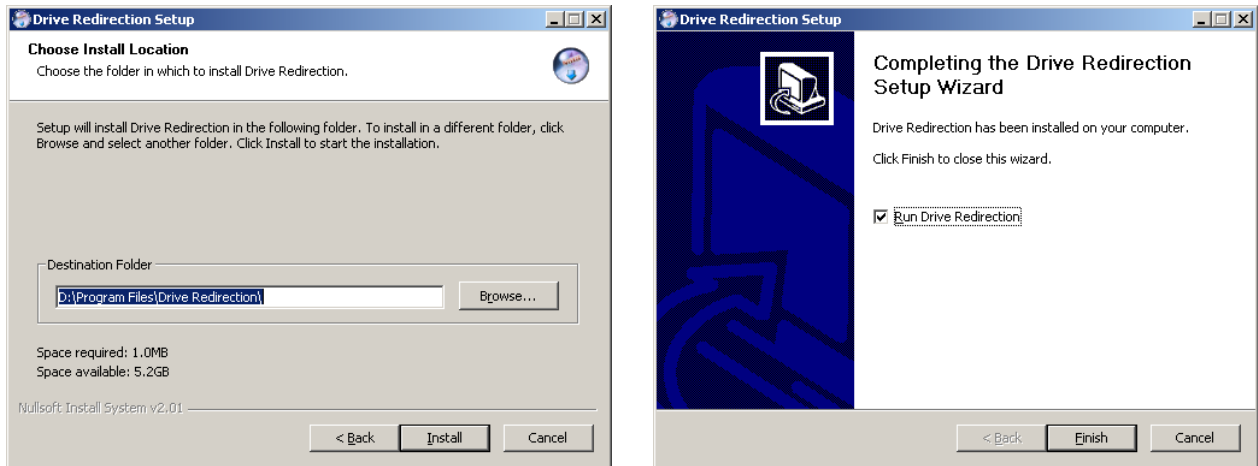 Drive Redirection Setup
Choose Install Location
Choose the folder in which to install Drive Redirection.
Setup will install Drive Redirection in the following folder. To install in a different folder, click
Browse and select another folder. Click Install to start the installation.
Destination Folder
D:\Program Files\Drive Redirection\
Browse...
Space required: 1.0MB
Space available: 5.2GB
Nullsoft Install System v2.01
< Back
Install
Cancel
Drive Redirection Setup
Completing the Drive Redirection
Setup Wizard
Drive Redirection has been installed on your computer.
Click Finish to close this wizard.
Run Drive Redirection
< Back
Finish
Cancel